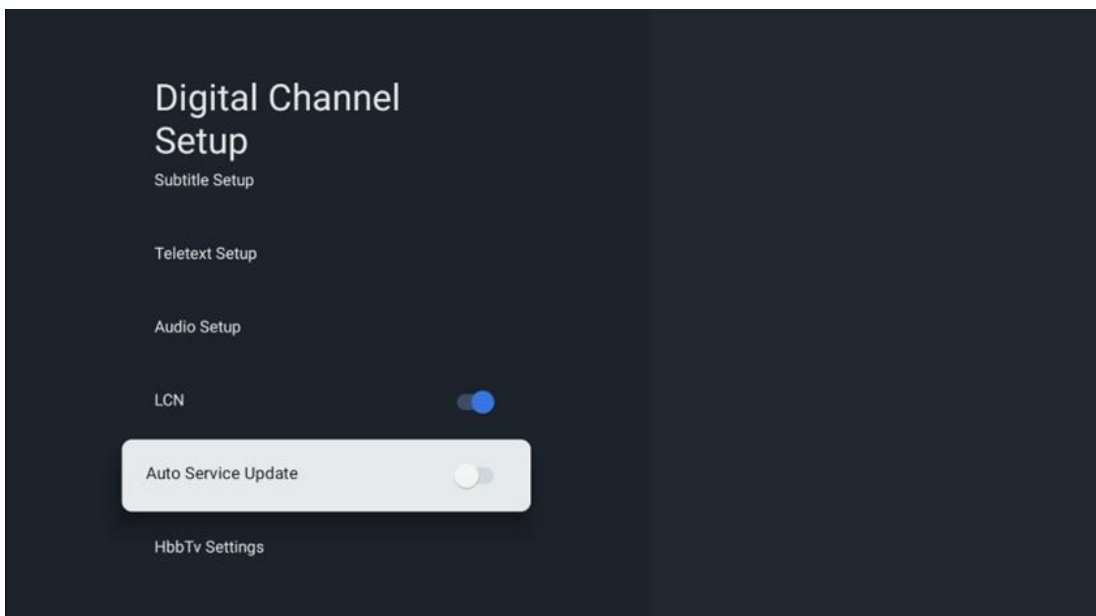 Digital Channel
Setup
Subtitle Setup
Teletext Setup
Audio Setup
LCN
Auto Service Update
HbbTv Settings